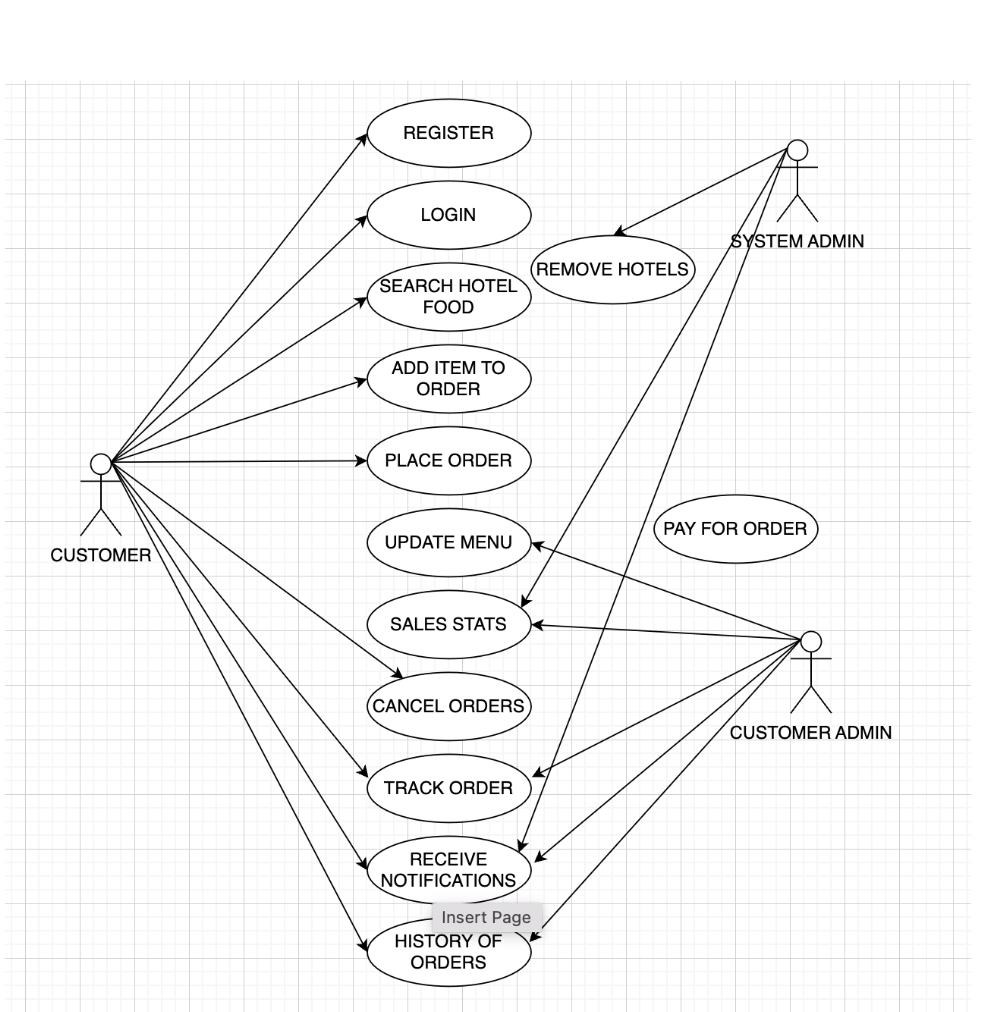 REGISTER
LOGIN
SYSTEM ADMIN
REMOVE HOTELS
SEARCH HOTEL
FOOD
ADD ITEM TO
ORDER
PLACE ORDER
CUSTOMER
UPDATE MENU
PAY FOR ORDER
SALES STATS
CANCEL ORDERS
CUSTOMER ADMIN
TRACK ORDER
RECEIVE
NOTIFICATIONS
Insert Page
HISTORY OF
ORDERS